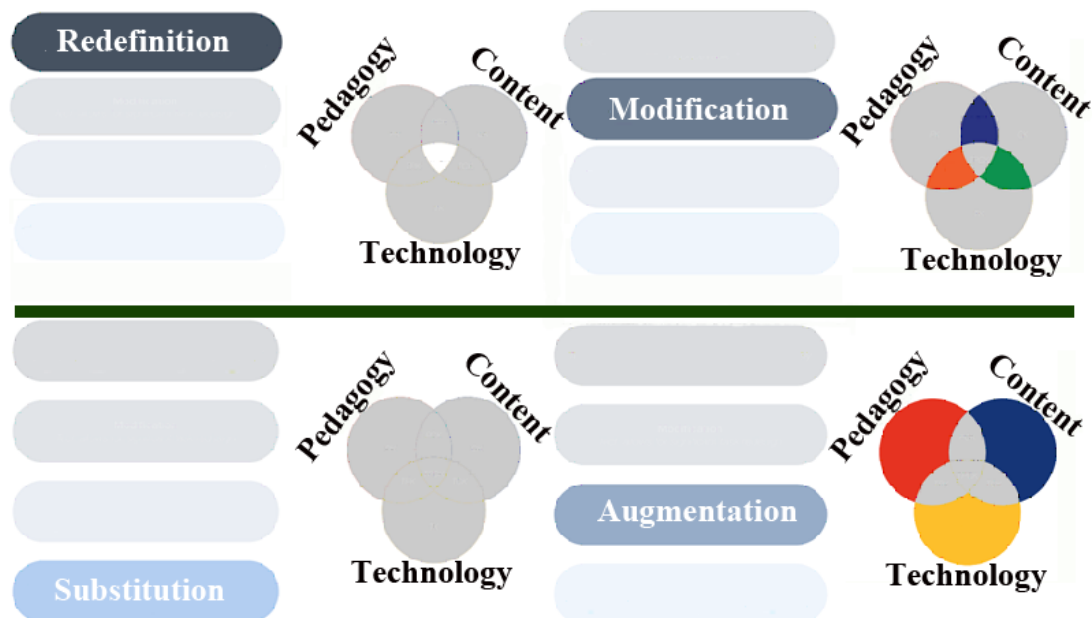 Redefinition
Pedagogy
Content
Technology
Modification
Pedagogy
Content
Technology
Substitution
Pedagogy
Content
Technology
Augmentation
Pedagogy
Content
Technology